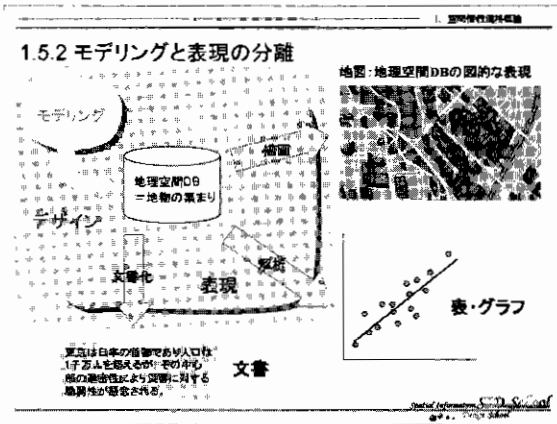 1. 空間情報技術概論
1.5.2 モデリングと表現の分離
地図：地理空間DBの図的な表現
モデリング
描画
地理空間DB
＝地物の集まり
デザイン
文書化
表現
解析
表・グラフ
東京は日本の首都であり人口は
1千万人を超えるが、その中心
部の過密性により災害に対する
脆弱性が懸念される。
文書
Spatial Information
Design School